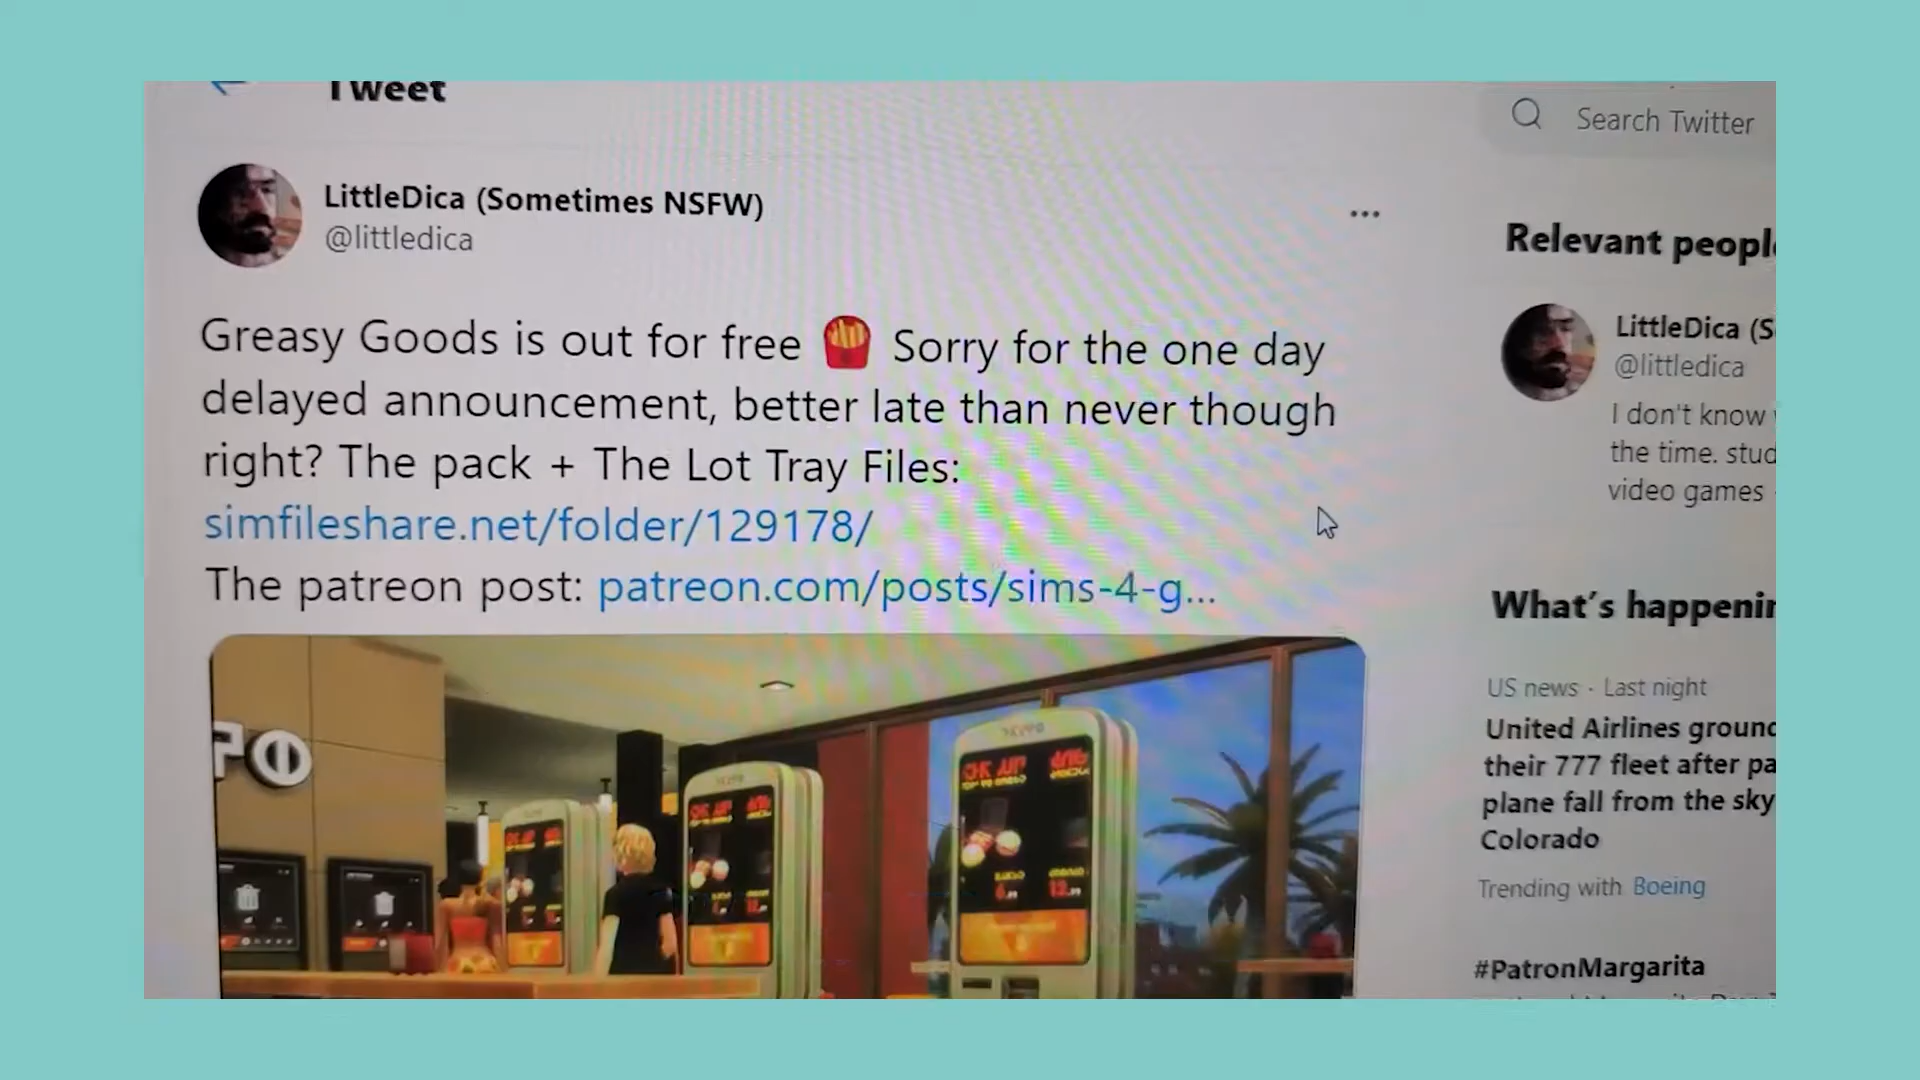 Tweet
Search Twitter
LittleDica (Sometimes NSFW)
@littledica
Greasy Goods is out for free 🍟 Sorry for the one day
delayed announcement, better late than never though
right? The pack + The Lot Tray Files:
simfileshare.net/folder/129178/
The patreon post: patreon.com/posts/sims-4-g...
Relevant people
LittleDica (S
@littledica
I don't know
the time. stud
video games
What's happenin
US news · Last night
United Airlines ground
their 777 fleet after pa
plane fall from the sky
Colorado
Trending with Boeing
#PatronMargarita